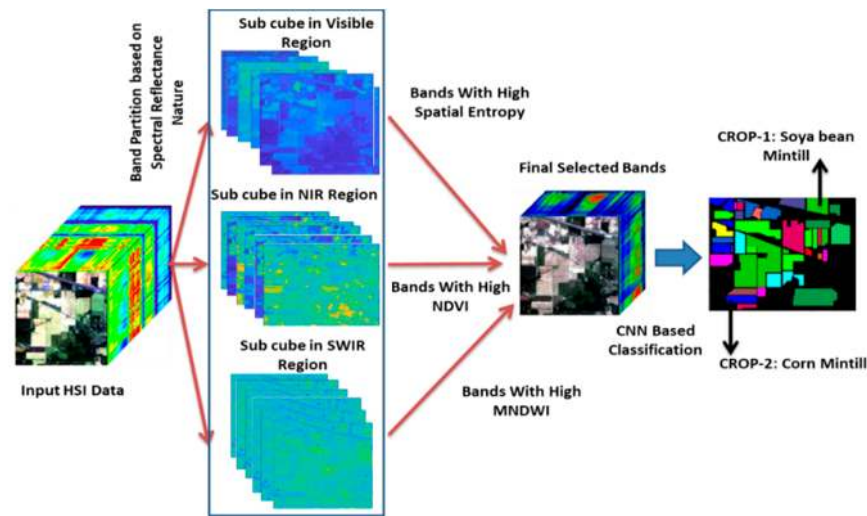 Band Partition based on
Spectral Reflectance
Nature
Input HSI Data
Sub cube in Visible
Region
Sub cube in NIR Region
Sub cube in SWIR
Region
Bands With High
Spatial Entropy
Bands With High
NDVI
Bands With High
MNDWI
Final Selected Bands
CNN Based
Classification
CROP-1: Soya bean
Mintill
CROP-2: Corn Mintill